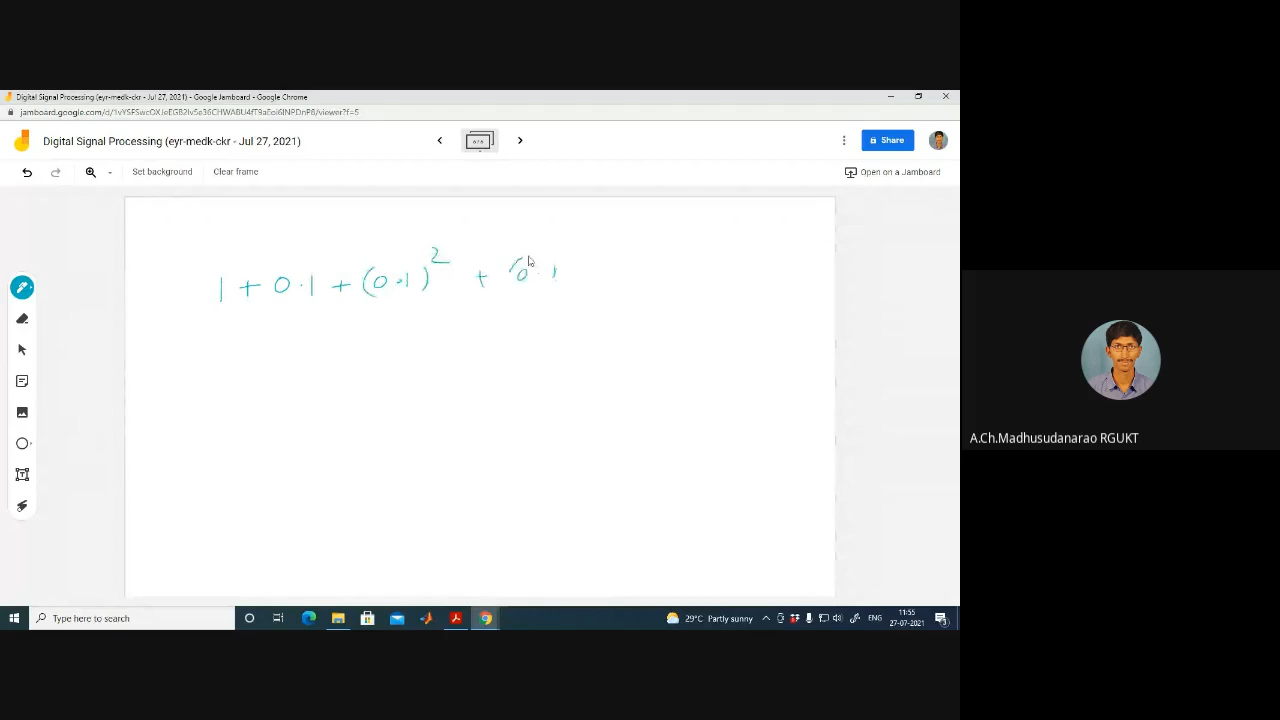 Digital Signal Processing (eyr-medk-ckr - Jul 27, 2021) - Google Jamboard - Google Chrome
Digital Signal Processing (eyr-medk-ckr - Jul 27, 2021)
Share
Set background Clear frame
Open on a Jamboard
1 + 0.1 + (0.1)² + (0.1
A.Ch.Madhusudanarao RGUKT
Type here to search
29°C Partly sunny
ENG
11:55
27-07-2021